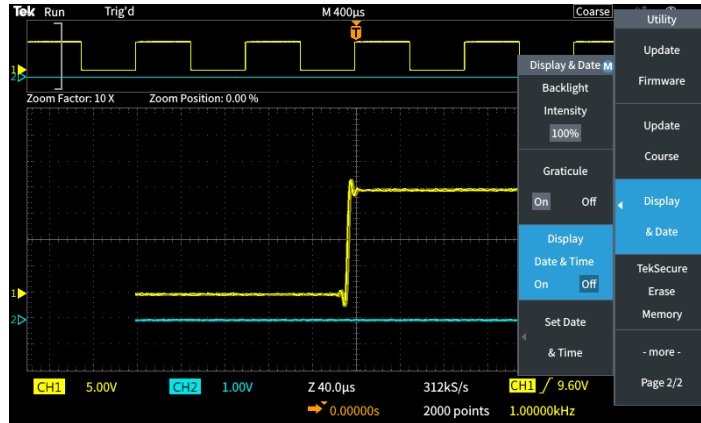 Tek Run Trig'd M 400µs Coarse
Utility
Update
Firmware
Update
Course
Display
& Date
TekSecure
Erase
Memory
- more -
Page 2/2
Display & Date M
Backlight
Intensity
100%
Graticule
On Off
Display
Date & Time
On Off
Set Date
& Time
T
1
2
Zoom Factor: 10 X Zoom Position: 0.00 %
1
2
CH1 5.00V CH2 1.00V Z 40.0µs 312kS/s CH1 9.60V
0.00000s 2000 points 1.00000kHz